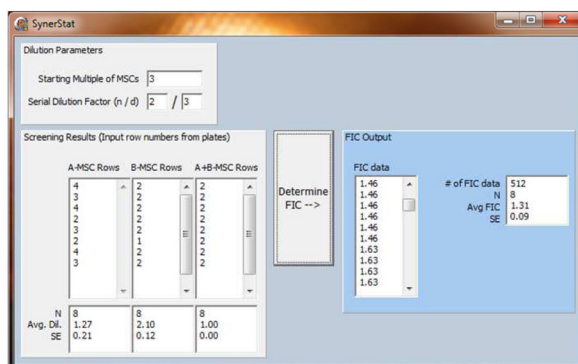 SynerStat
Dilution Parameters
Starting Multiple of MSCs 3
Serial Dilution Factor (n / d) 2 / 3
Screening Results (Input row numbers from plates)
A-MSC Rows B-MSC Rows A+B-MSC Rows
4 2 2
3 2 2
4 2 2
2 2 2
3 2 2
2 1 2
4 2 2
3 2 2
N 8 8 8
Avg. Dil. 1.27 2.10 1.00
SE 0.21 0.12 0.00
Determine
FIC -->
FIC Output
FIC data
1.46
1.46
1.46
1.46
1.46
1.46
1.63
1.63
1.63
1.63
# of FIC data 512
N 8
Avg FIC 1.31
SE 0.09